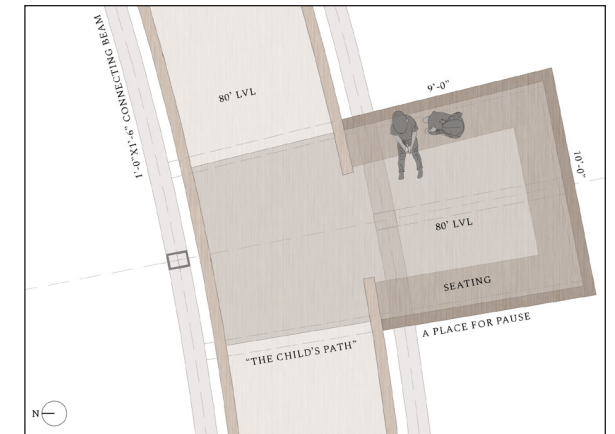 1'-0"X1'-6" CONNECTING BEAM
80' LVL
9'-0"
10'-0"
80' LVL
SEATING
A PLACE FOR PAUSE
"THE CHILD'S PATH"
N